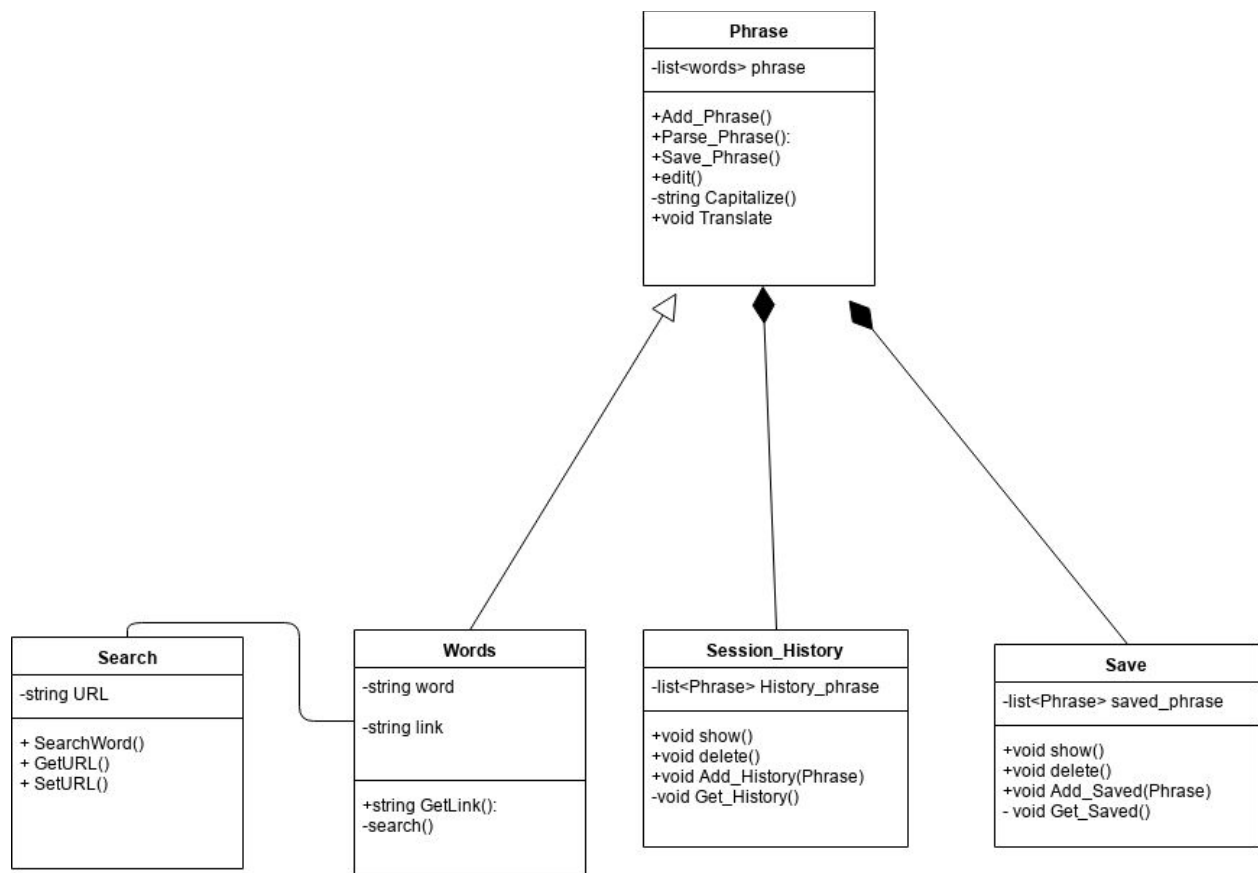 Phrase
-list<words> phrase
+Add_Phrase()
+Parse_Phrase():
+Save_Phrase()
+edit()
-string Capitalize()
+void Translate
Search
-string URL
+ SearchWord()
+ GetURL()
+ SetURL()
Words
-string word
-string link
+string GetLink():
-search()
Session_History
-list<Phrase> History_phrase
+void show()
+void delete()
+void Add_History(Phrase)
-void Get_History()
Save
-list<Phrase> saved_phrase
+void show()
+void delete()
+void Add_Saved(Phrase)
- void Get_Saved()